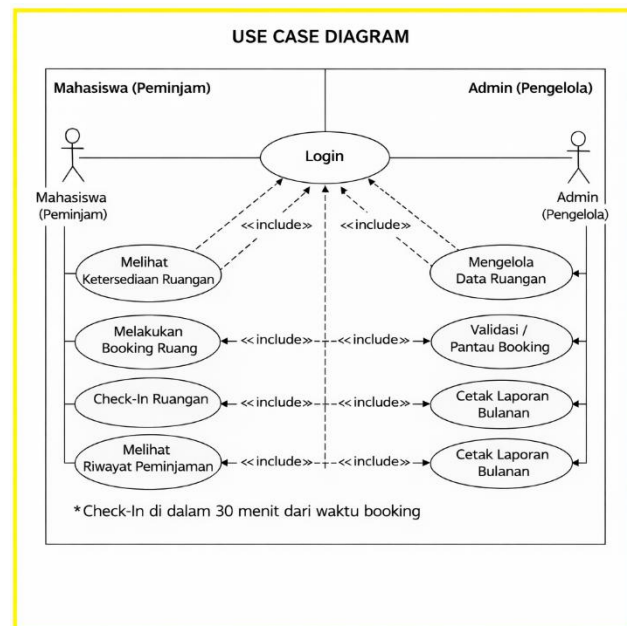 USE CASE DIAGRAM
Mahasiswa (Peminjam)
Admin (Pengelola)
Login
Mahasiswa
(Peminjam)
Admin
(Pengelola)
<<include>>
<<include>>
Melihat
Ketersediaan Ruangan
Mengelola
Data Ruangan
Melakukan
Booking Ruang
<<include>>
<<include>>
Validasi /
Pantau Booking
Check-In Ruangan
<<include>>
<<include>>
Cetak Laporan
Bulanan
Melihat
Riwayat Peminjaman
<<include>>
<<include>>
Cetak Laporan
Bulanan
*Check-In di dalam 30 menit dari waktu booking